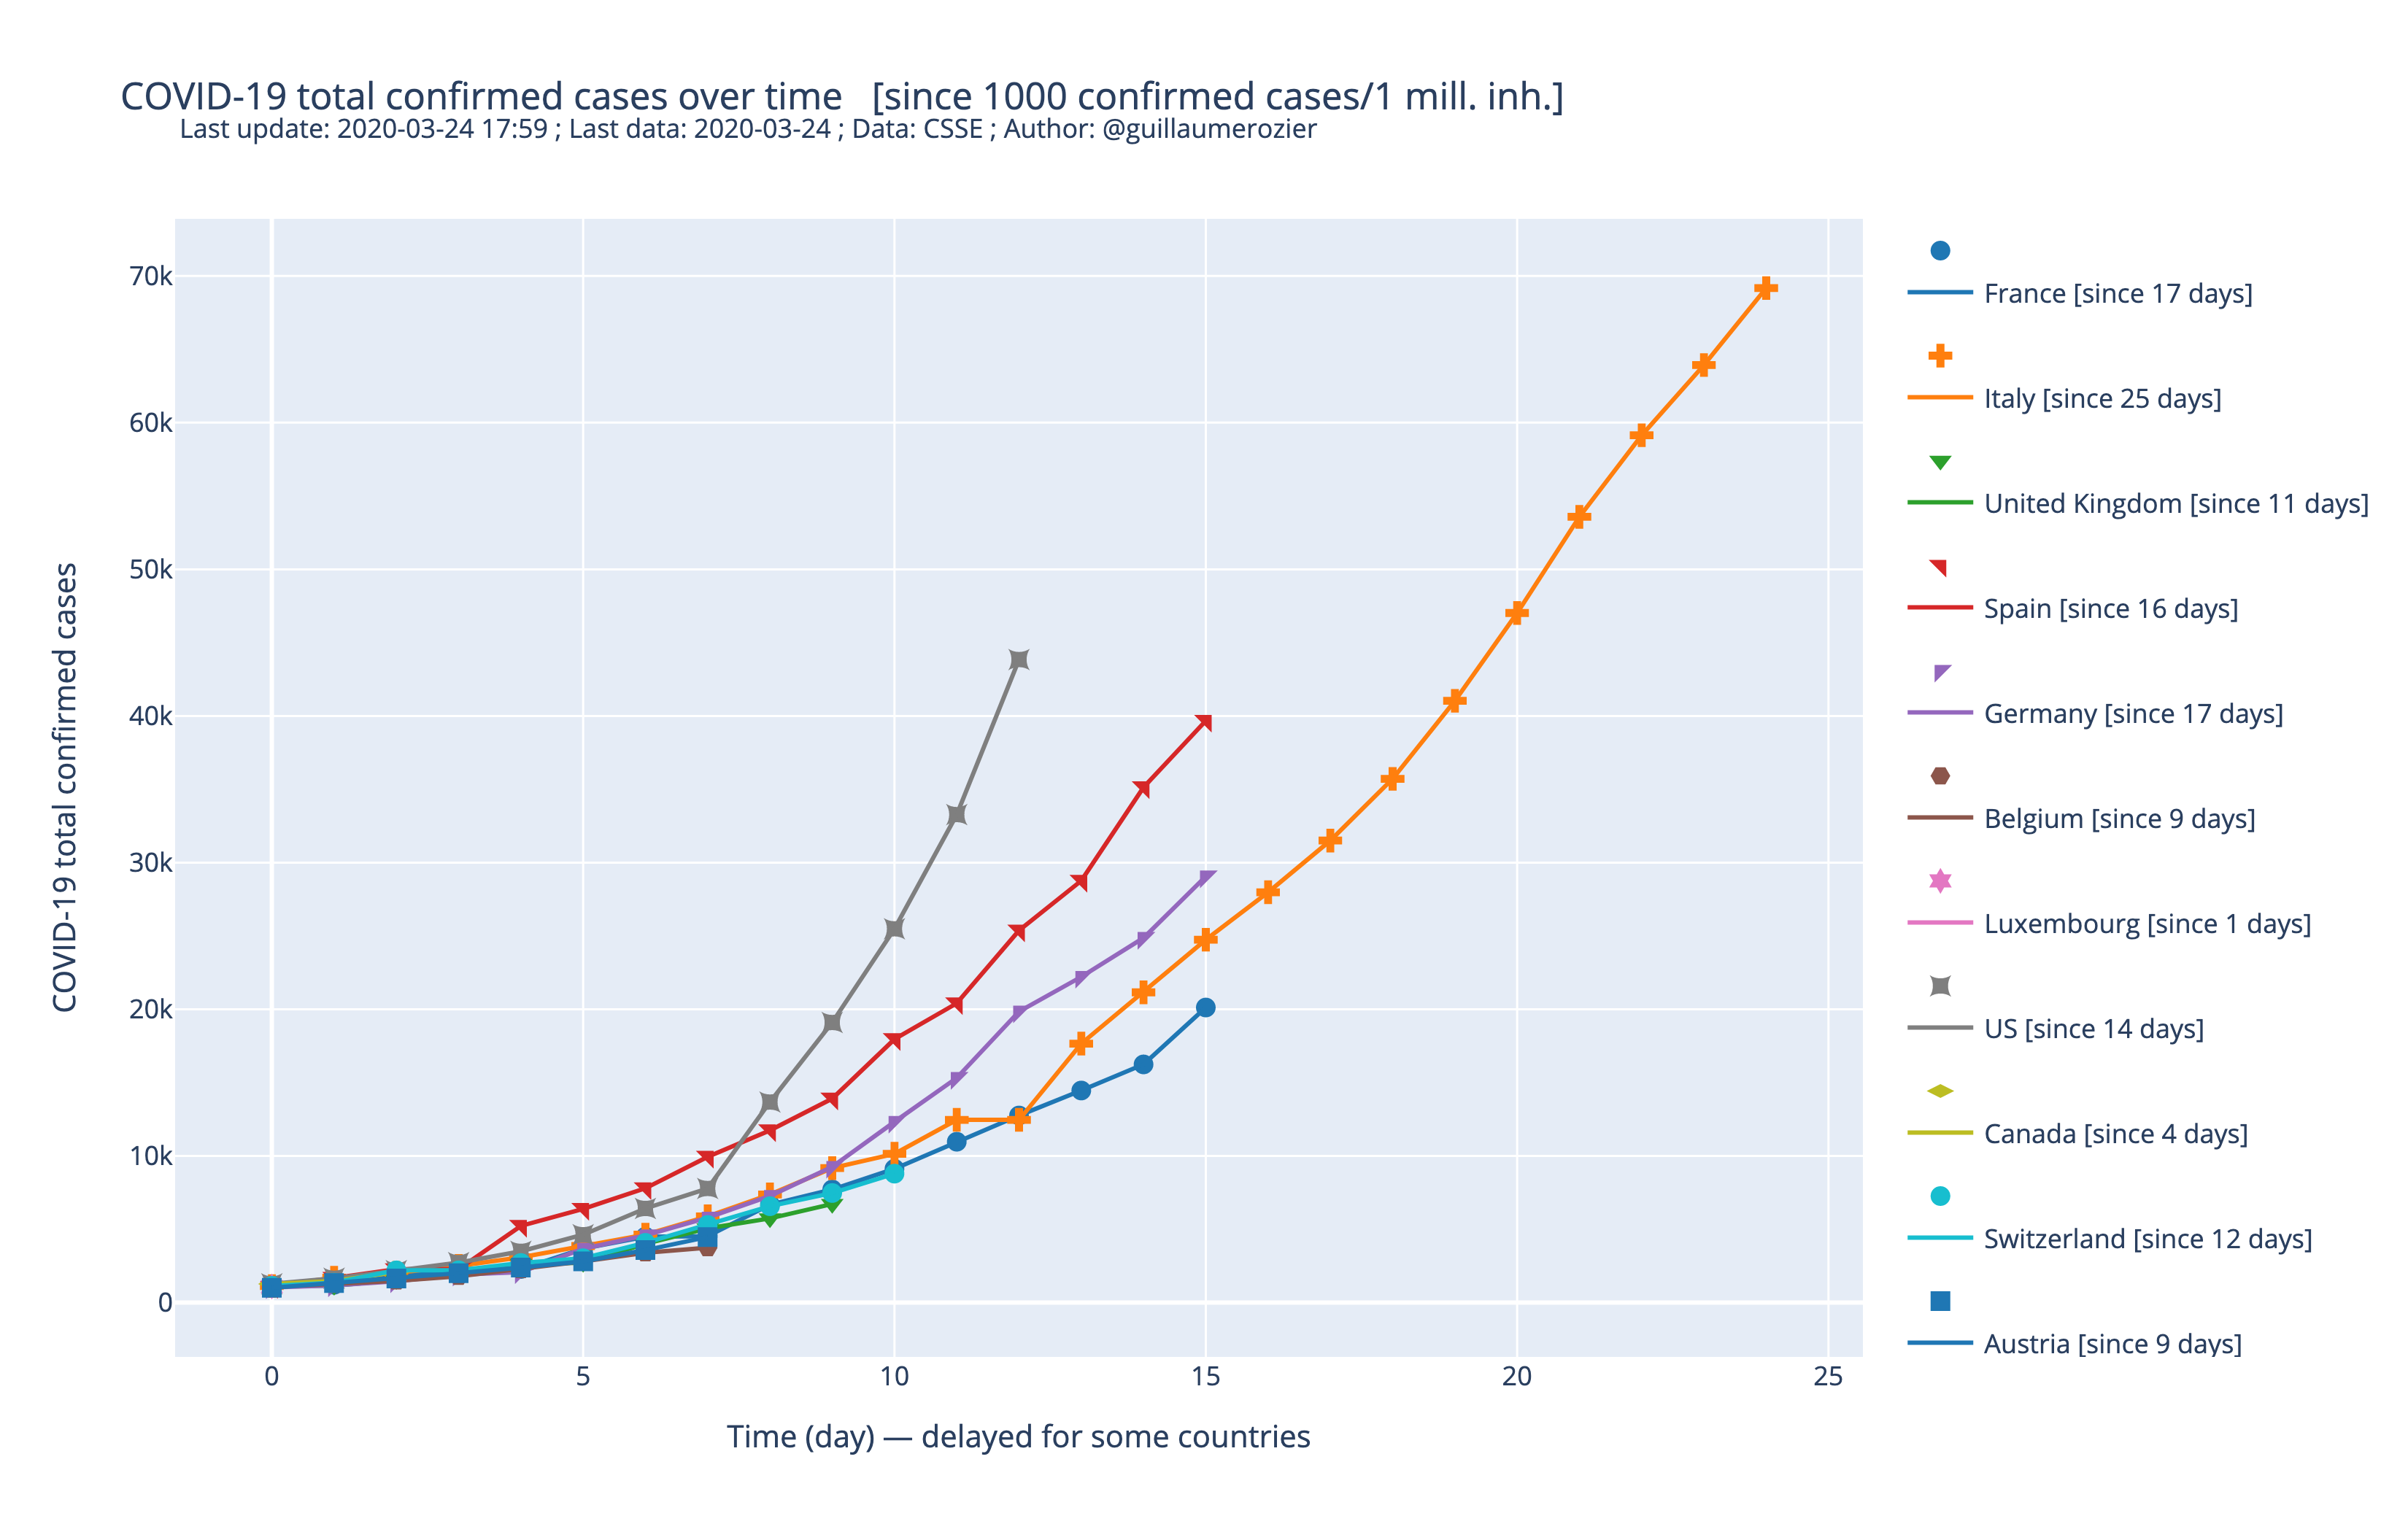 COVID-19 total confirmed cases over time   [since 1000 confirmed cases/1 mill. inh.]
Last update: 2020-03-24 17:59 ; Last data: 2020-03-24 ; Data: CSSE ; Author: @guillaumerozier
70k
60k
50k
40k
30k
20k
10k
0
COVID-19 total confirmed cases
0 5 10 15 20 25
Time (day) — delayed for some countries
France [since 17 days]
Italy [since 25 days]
United Kingdom [since 11 days]
Spain [since 16 days]
Germany [since 17 days]
Belgium [since 9 days]
Luxembourg [since 1 days]
US [since 14 days]
Canada [since 4 days]
Switzerland [since 12 days]
Austria [since 9 days]